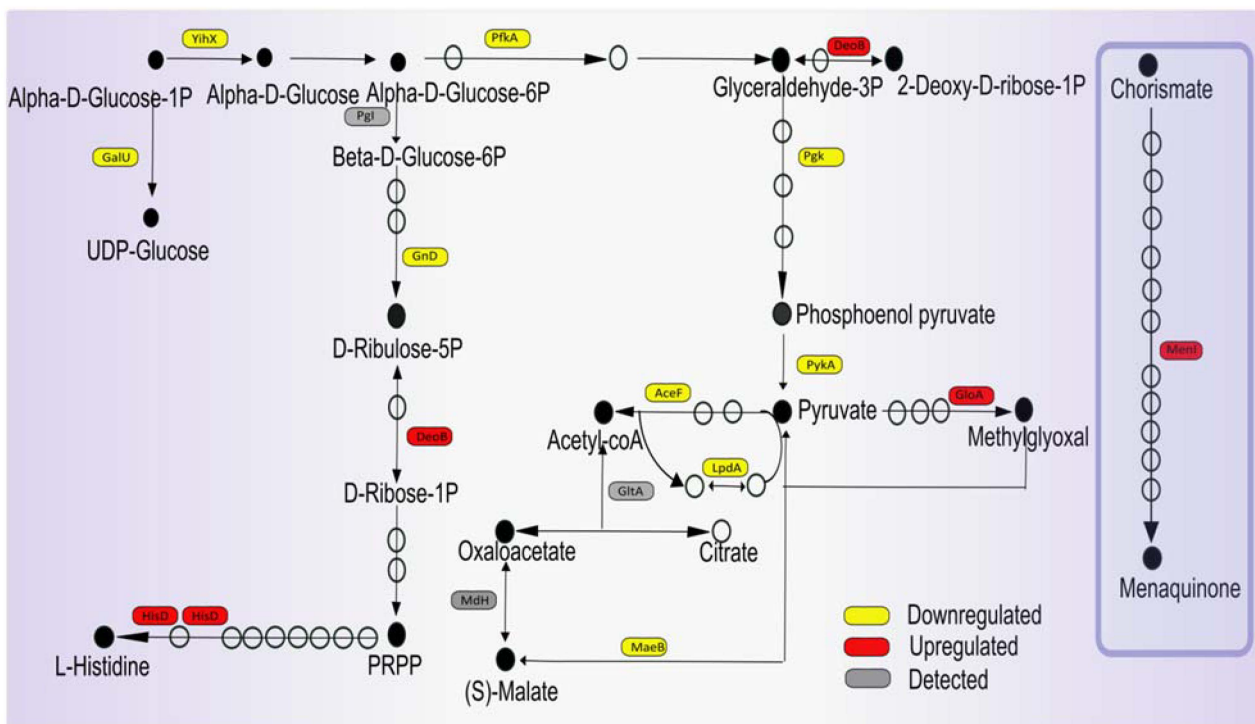 YihX
PfkA
DeoB
Alpha-D-Glucose-1P
Alpha-D-Glucose
Alpha-D-Glucose-6P
Glyceraldehyde-3P
2-Deoxy-D-ribose-1P
Chorismate
PgI
GalU
Beta-D-Glucose-6P
Pgk
UDP-Glucose
GnD
Phosphoenol pyruvate
D-Ribulose-5P
MenI
PykA
AceF
GloA
Acetyl-coA
Pyruvate
Methylglyoxal
DeoB
LpdA
D-Ribose-1P
GltA
Oxaloacetate
Citrate
Menaquinone
MdH
HisD
HisD
Downregulated
MaeB
Upregulated
L-Histidine
PRPP
(S)-Malate
Detected